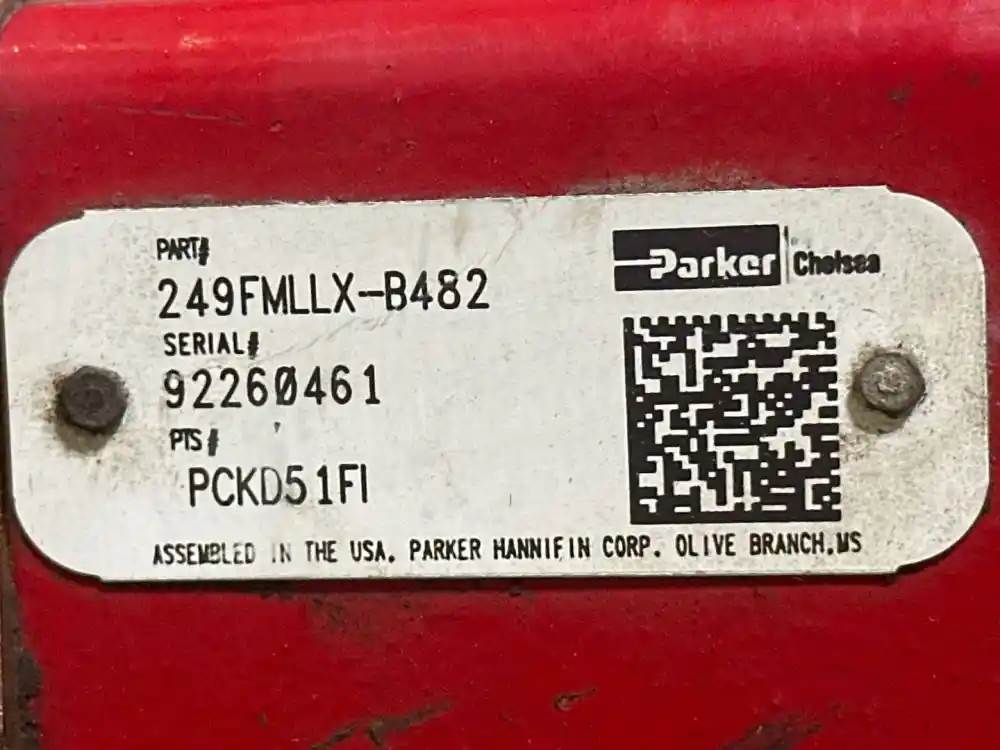 PART#
249FMLLX-B482
SERIAL#
92260461
PTS#
PCKD51FI
Parker Chelsea
ASSEMBLED IN THE USA. PARKER HANNIFIN CORP. OLIVE BRANCH.MS